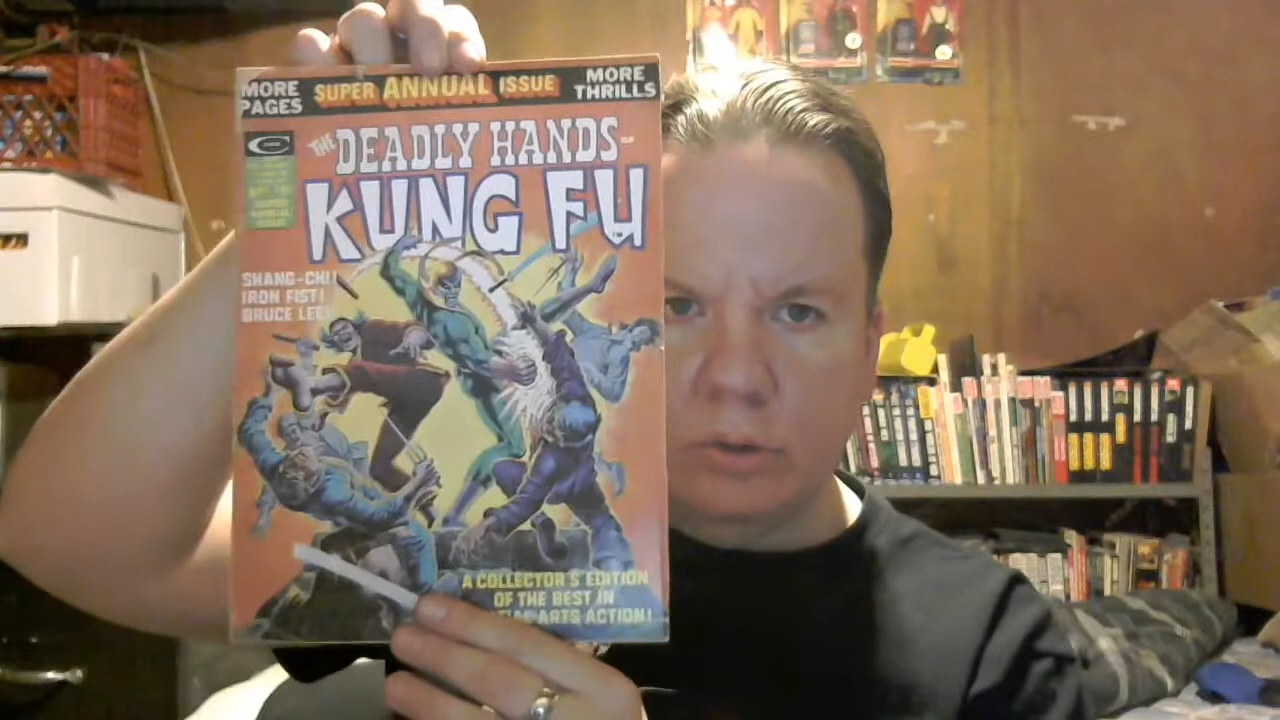 MORE PAGES
SUPER ANNUAL ISSUE
MORE THRILLS
THE DEADLY HANDS OF
KUNG FU
SHANG-CHI!
IRON FIST!
BRUCE LEE!
A COLLECTOR'S EDITION
OF THE BEST IN
ARTS ACTION!